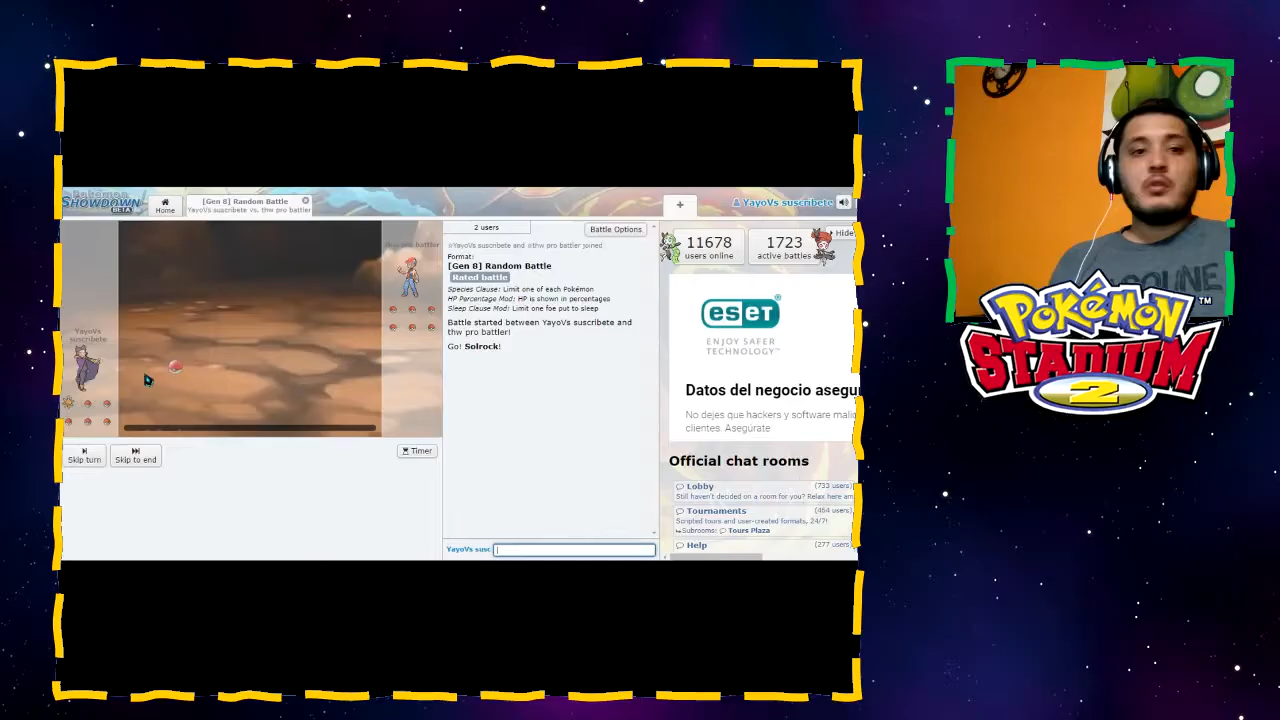 Pokémon
SHOWDOWN
BETA
Home
[Gen 8] Random Battle
YayoVs suscribete vs. thw pro battler
+
YayoVs suscribete
YayoVs
suscribete
Skip turn
Skip to end
Timer
2 users
Battle Options
☆YayoVs suscribete and ☆thw pro battler joined
Format:
[Gen 8] Random Battle
Rated battle
Species Clause: Limit one of each Pokémon
HP Percentage Mod: HP is shown in percentages
Sleep Clause Mod: Limit one foe put to sleep
Battle started between YayoVs suscribete and
thw pro battler!
Go! Solrock!
YayoVs susc
11678
users online
1723
active battles
Hide
eseT
ENJOY SAFER
TECHNOLOGY™
Datos del negocio asegu
No dejes que hackers y software malic
clientes. Asegúrate
Official chat rooms
Lobby
(733 users)
Still haven't decided on a room for you? Relax here am
Tournaments
(464 users)
Scripted tours and user-created formats, 24/7!
Subrooms: Tours Plaza
Help
(277 users)
POKéMON
™
STADIUM
2